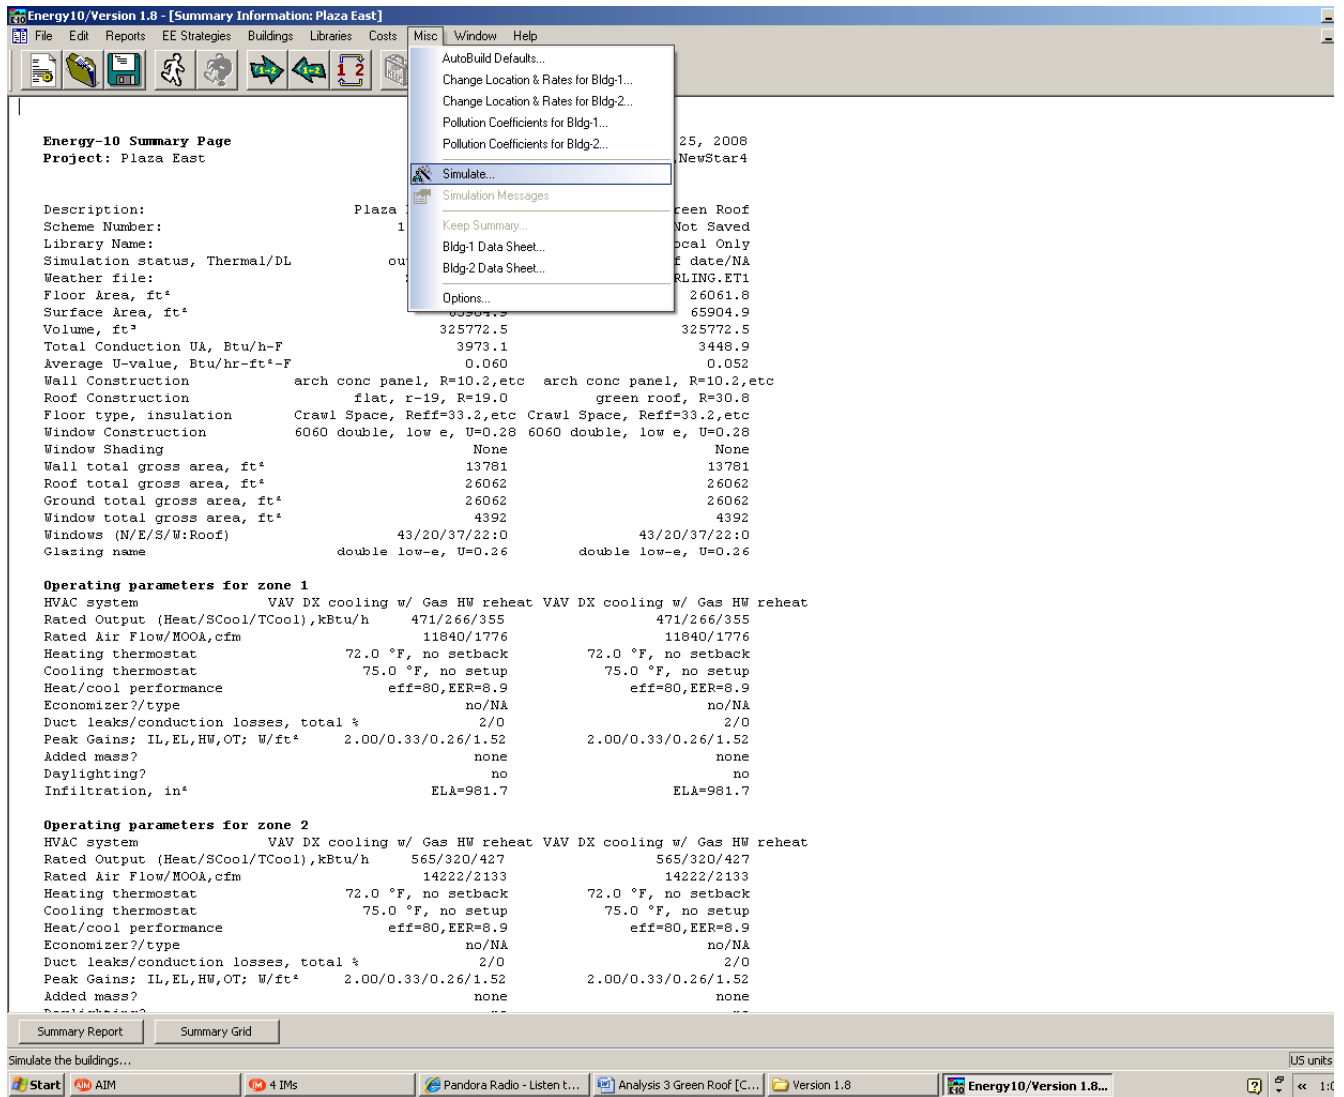 Energy10/Version 1.8 - [Summary Information: Plaza East]
File Edit Reports EE Strategies Buildings Libraries Costs Misc Window Help
AutoBuild Defaults...
Change Location & Rates for Bldg-1...
Change Location & Rates for Bldg-2...
Pollution Coefficients for Bldg-1...
Pollution Coefficients for Bldg-2...
Simulate...
Simulation Messages
Keep Summary...
Bldg-1 Data Sheet...
Bldg-2 Data Sheet...
Options...
Energy-10 Summary Page 25, 2008
Project: Plaza East ,NewStar4
Description: Plaza reen Roof
Scheme Number: 1 Not Saved
Library Name: ocal Only
Simulation status, Thermal/DL ou f date/NA
Weather file: RLING.ET1
Floor Area, ft² 26061.8
Surface Area, ft² 65904.9 65904.9
Volume, ft³ 325772.5 325772.5
Total Conduction UA, Btu/h-F 3973.1 3448.9
Average U-value, Btu/hr-ft²-F 0.060 0.052
Wall Construction arch conc panel, R=10.2,etc arch conc panel, R=10.2,etc
Roof Construction flat, r-19, R=19.0 green roof, R=30.8
Floor type, insulation Crawl Space, Reff=33.2,etc Crawl Space, Reff=33.2,etc
Window Construction 6060 double, low e, U=0.28 6060 double, low e, U=0.28
Window Shading None None
Wall total gross area, ft² 13781 13781
Roof total gross area, ft² 26062 26062
Ground total gross area, ft² 26062 26062
Window total gross area, ft² 4392 4392
Windows (N/E/S/W:Roof) 43/20/37/22:0 43/20/37/22:0
Glazing name double low-e, U=0.26 double low-e, U=0.26
Operating parameters for zone 1
HVAC system VAV DX cooling w/ Gas HW reheat VAV DX cooling w/ Gas HW reheat
Rated Output (Heat/SCool/TCool),kBtu/h 471/266/355 471/266/355
Rated Air Flow/MOOA,cfm 11840/1776 11840/1776
Heating thermostat 72.0 °F, no setback 72.0 °F, no setback
Cooling thermostat 75.0 °F, no setup 75.0 °F, no setup
Heat/cool performance eff=80,EER=8.9 eff=80,EER=8.9
Economizer?/type no/NA no/NA
Duct leaks/conduction losses, total % 2/0 2/0
Peak Gains; IL,EL,HW,OT; W/ft² 2.00/0.33/0.26/1.52 2.00/0.33/0.26/1.52
Added mass? none none
Daylighting? no no
Infiltration, in² ELA=981.7 ELA=981.7
Operating parameters for zone 2
HVAC system VAV DX cooling w/ Gas HW reheat VAV DX cooling w/ Gas HW reheat
Rated Output (Heat/SCool/TCool),kBtu/h 565/320/427 565/320/427
Rated Air Flow/MOOA,cfm 14222/2133 14222/2133
Heating thermostat 72.0 °F, no setback 72.0 °F, no setback
Cooling thermostat 75.0 °F, no setup 75.0 °F, no setup
Heat/cool performance eff=80,EER=8.9 eff=80,EER=8.9
Economizer?/type no/NA no/NA
Duct leaks/conduction losses, total % 2/0 2/0
Peak Gains; IL,EL,HW,OT; W/ft² 2.00/0.33/0.26/1.52 2.00/0.33/0.26/1.52
Added mass? none none
Summary Report Summary Grid
Simulate the buildings... US units
Start AIM 4 IMs Pandora Radio - Listen t... Analysis 3 Green Roof [C... Version 1.8 Energy10/Version 1.8... 1:0